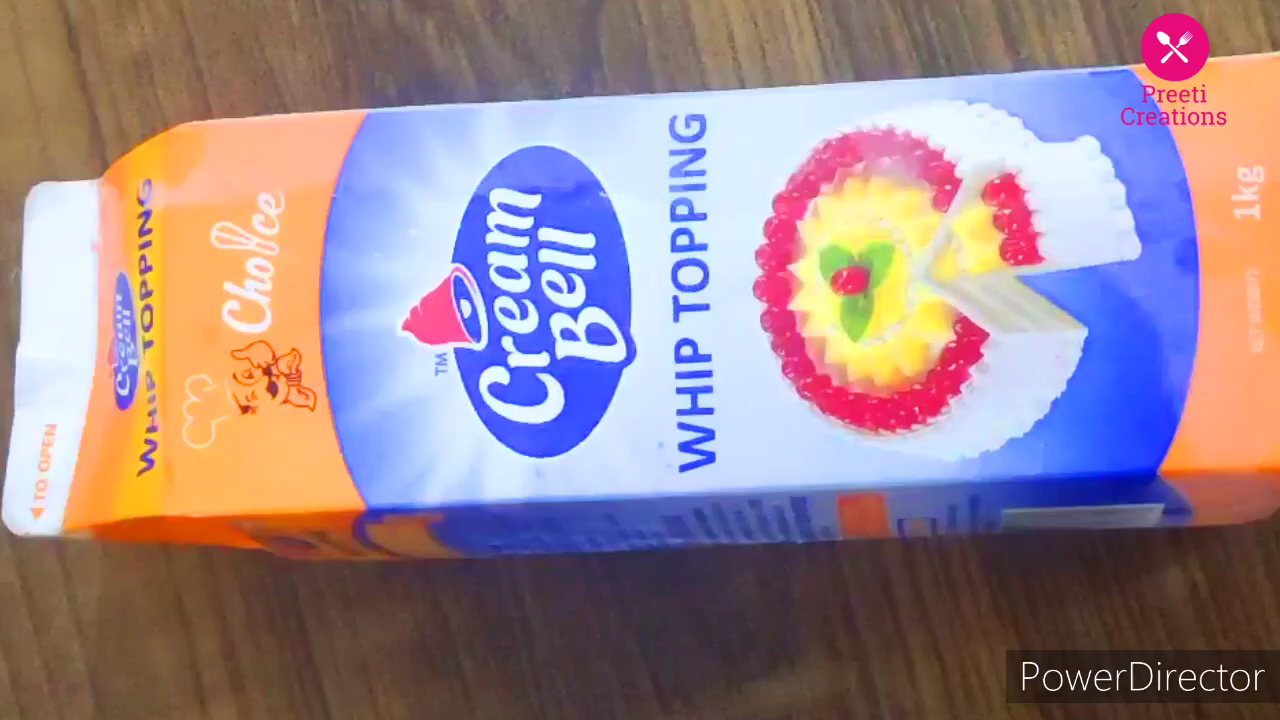 Preeti
Creations
◄TO OPEN
Cream
Bell
WHIP TOPPING
Choice
TM
Cream
Bell
WHIP TOPPING
1kg
PowerDirector